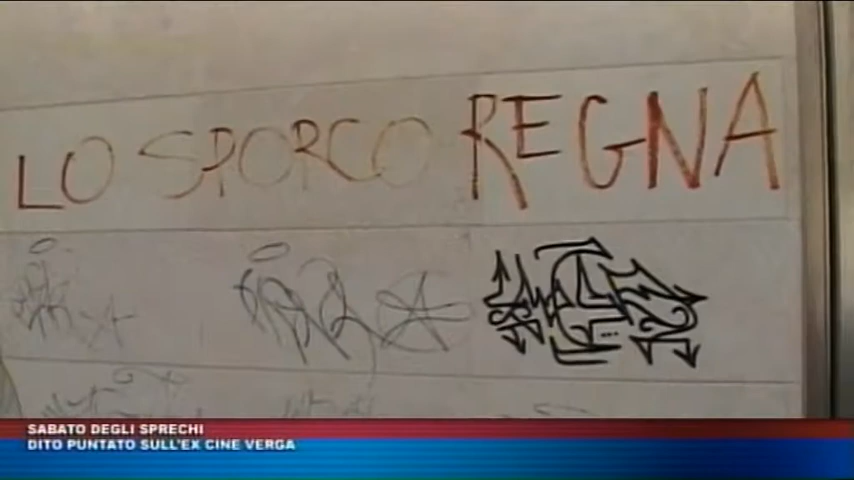 LO SPORCO REGNA
SABATO DEGLI SPRECHI
DITO PUNTATO SULL'EX CINE VERGA